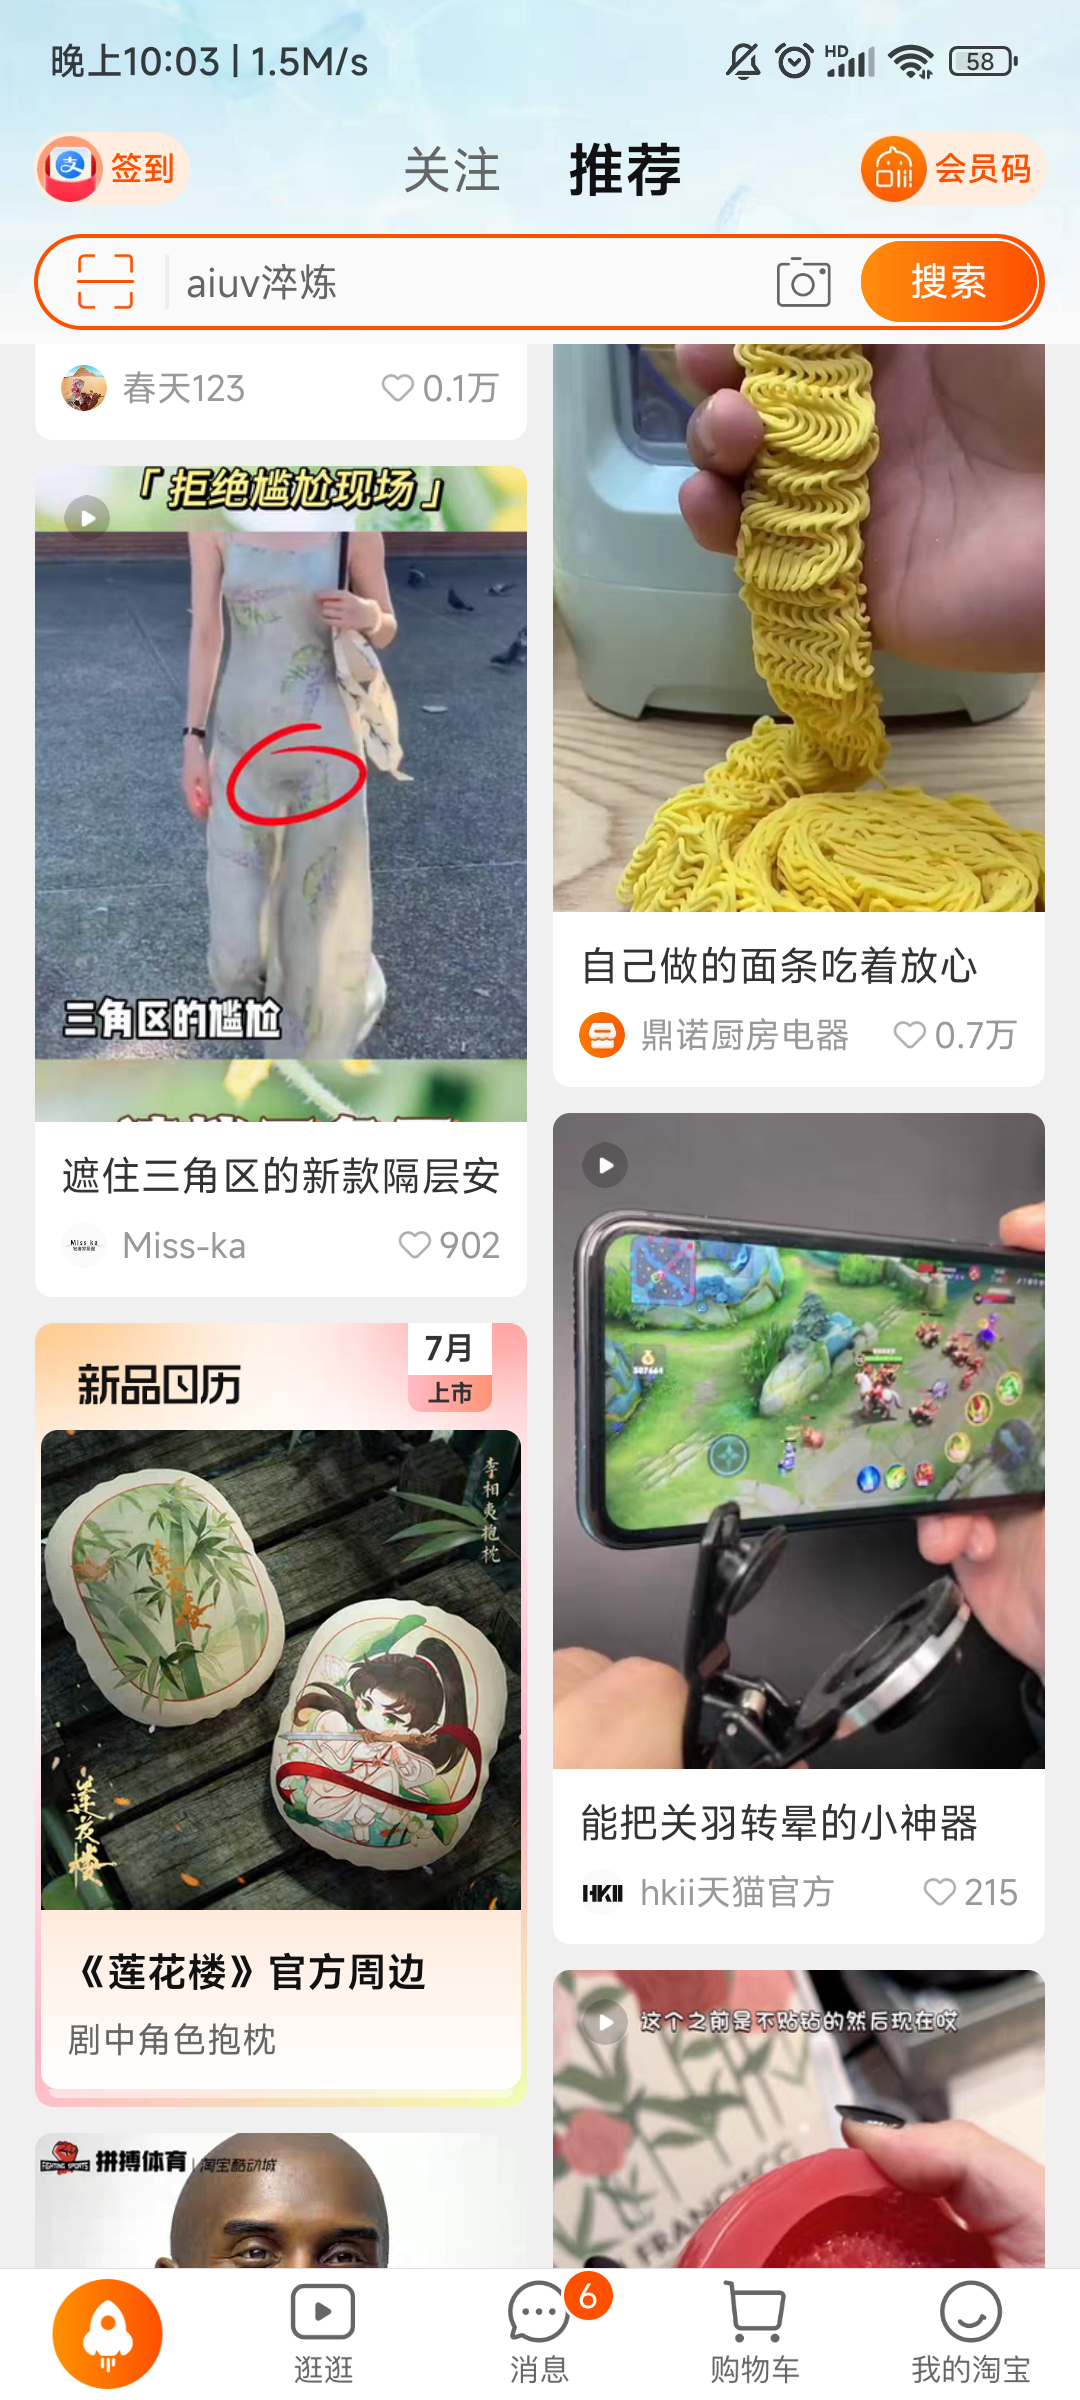 晚上10:03 | 1.5M/s
HD
58
签到
关注
推荐
会员码
aiuv淬炼
搜索
春天123
0.1万
「拒绝尴尬现场」
三角区的尴尬
遮住三角区的新款隔层安
Miss ka
Miss-ka
902
自己做的面条吃着放心
鼎诺厨房电器
0.7万
307664
能把关羽转晕的小神器
HKII
hkii天猫官方
215
新品日历
7月
上市
李相夷抱枕
莲花楼
《莲花楼》官方周边
剧中角色抱枕
这个之前是不贴钻的然后现在哎
FRANCISCO
FIGHTING SPORTS
拼搏体育 | 淘宝酷动城
逛逛
消息
6
购物车
我的淘宝